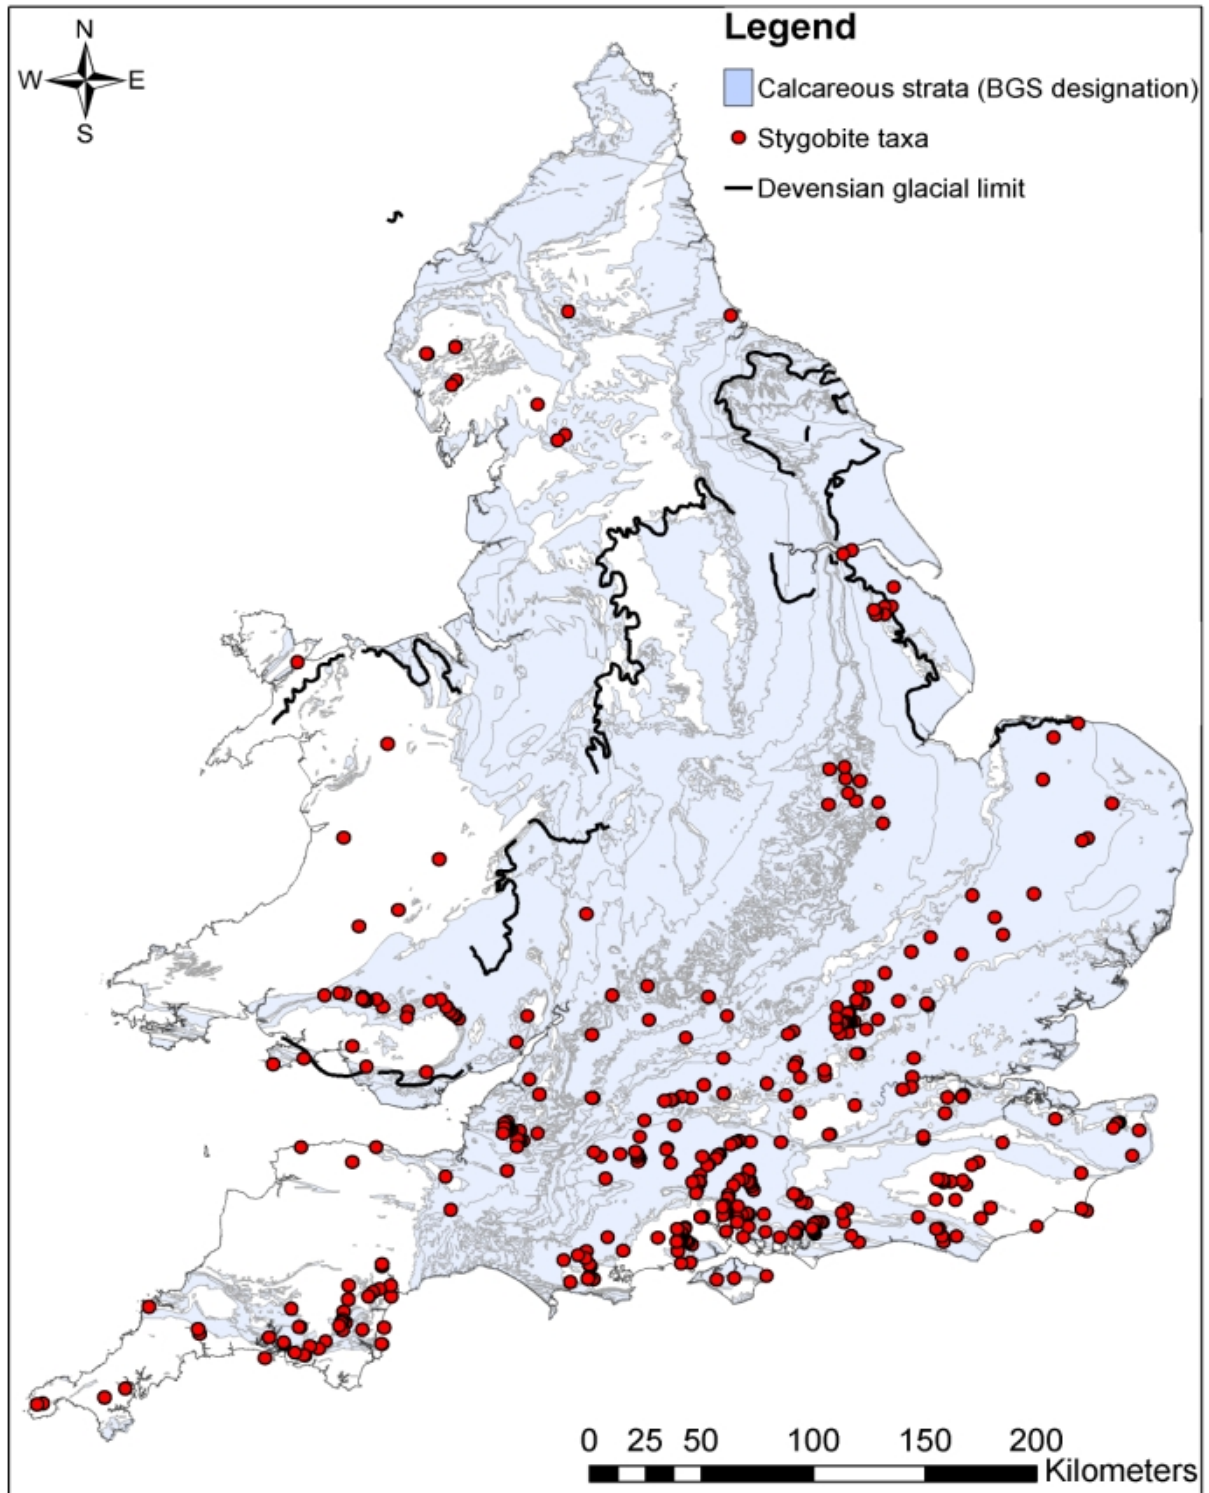 Legend
N
W E
S
Calcareous strata (BGS designation)
Stygobite taxa
Devensian glacial limit
0 25 50 100 150 200
Kilometers